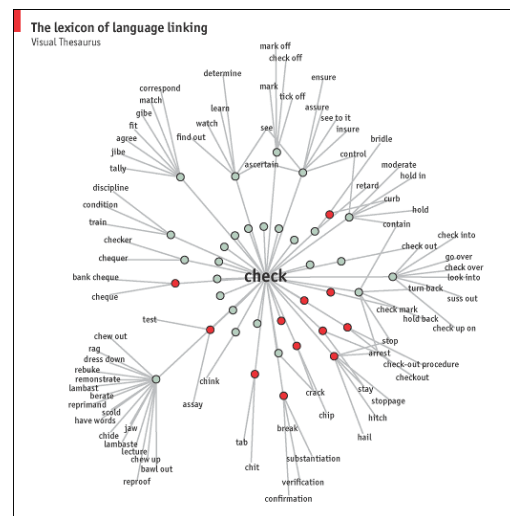 The lexicon of language linking
Visual Thesaurus
mark off
check off
determine
ensure
correspond
mark
match
tick off
learn
assure
gibe
watch
see to it
fit
see
insure
agree
find out
bridle
jibe
ascertain
control
moderate
tally
hold in
discipline
retard
curb
condition
hold
train
contain
checker
check out
check into
chequer
go over
check over
bank cheque
check
look into
turn back
cheque
suss out
check mark
test
hold back
check up on
chew out
stop
rag
arrest
dress down
check-out procedure
rebuke
checkout
remonstrate
chink
stay
lambast
crack
stoppage
berate
assay
reprimand
chip
hitch
scold
have words
jaw
break
hail
chide
tab
lambaste
lecture
substantiation
chew up
chit
bawl out
verification
reproof
confirmation